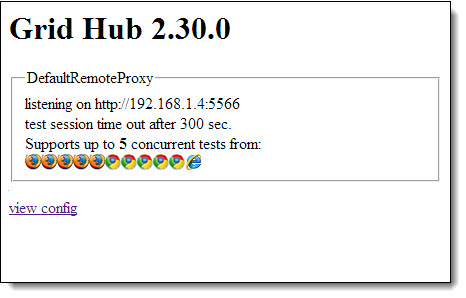 Grid Hub 2.30.0
DefaultRemoteProxy
listening on http://192.168.1.4:5566
test session time out after 300 sec.
Supports up to 5 concurrent tests from:
view config